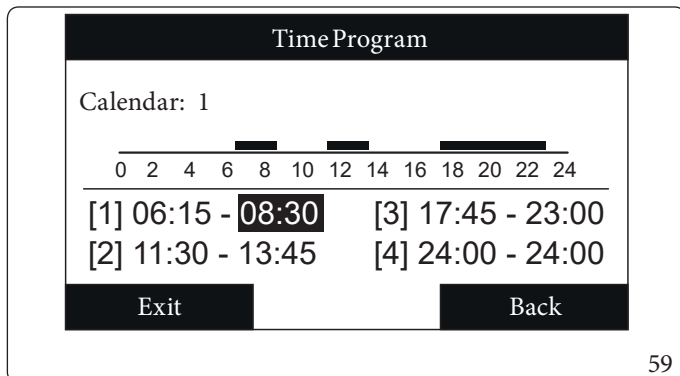 Time Program
Calendar: 1
0 2 4 6 8 10 12 14 16 18 20 22 24
[1] 06:15 - 08:30 [3] 17:45 - 23:00
[2] 11:30 - 13:45 [4] 24:00 - 24:00
Exit Back
59